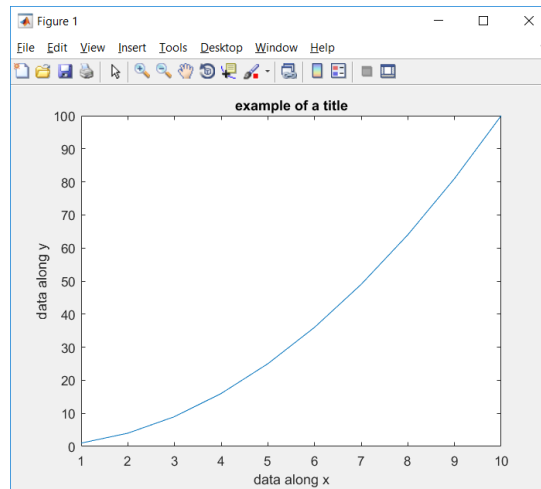 Figure 1
File Edit View Insert Tools Desktop Window Help
example of a title
100
90
80
70
60
50
40
30
20
10
0
data along y
1 2 3 4 5 6 7 8 9 10
data along x